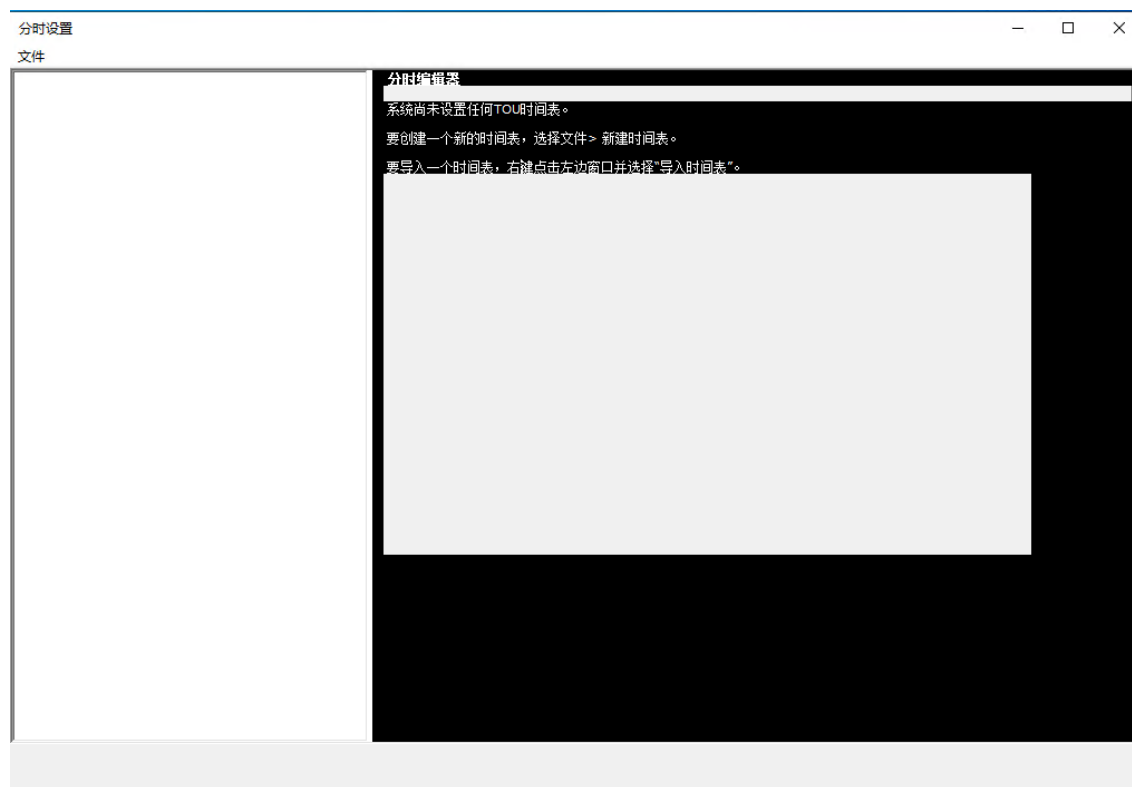 分时设置
文件
分时编辑器
系统尚未设置任何TOU时间表。
要创建一个新的时间表，选择文件> 新建时间表。
要导入一个时间表，右键点击左边窗口并选择"导入时间表"。